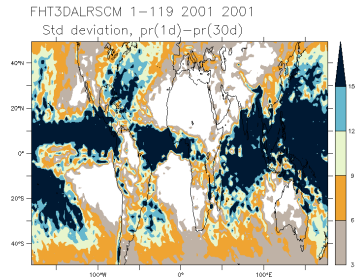 FHT3DALRSCM 1-119 2001 2001
Std deviation, pr(1d)-pr(30d)
40°N
20°N
0°
20°S
40°S
100°W 0° 100°E
15
12
9
6
3